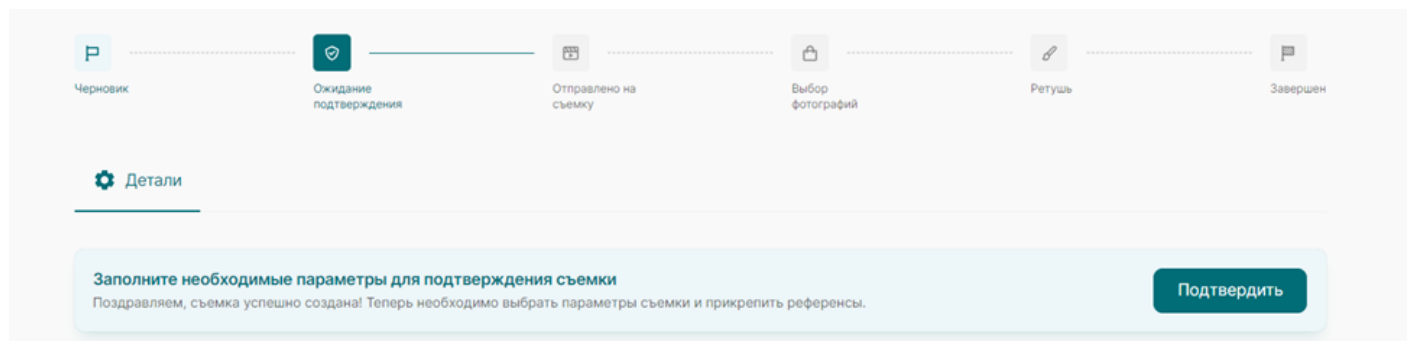 Черновик
Ожидание
подтверждения
Отправлено на
съемку
Выбор
фотографий
Ретушь
Завершен
Детали
Заполните необходимые параметры для подтверждения съемки
Поздравляем, съемка успешно создана! Теперь необходимо выбрать параметры съемки и прикрепить референсы.
Подтвердить